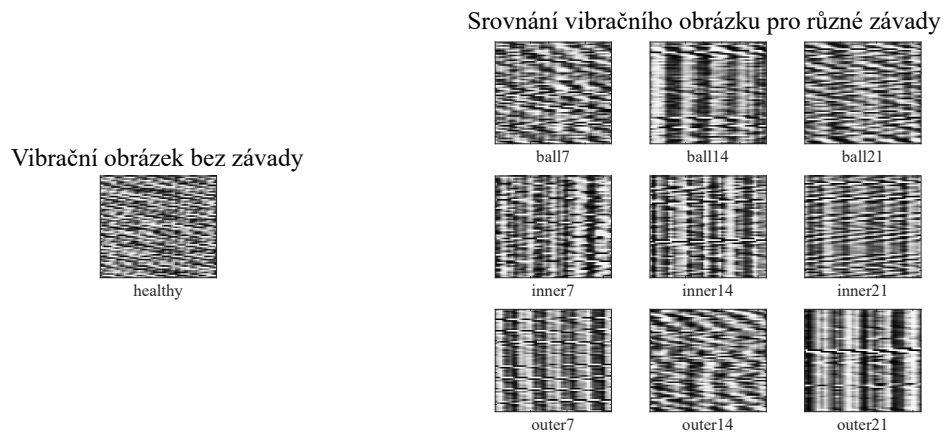 Vibrační obrázek bez závady
healthy
Srovnání vibračního obrázku pro různé závady
ball7
ball14
ball21
inner7
inner14
inner21
outer7
outer14
outer21